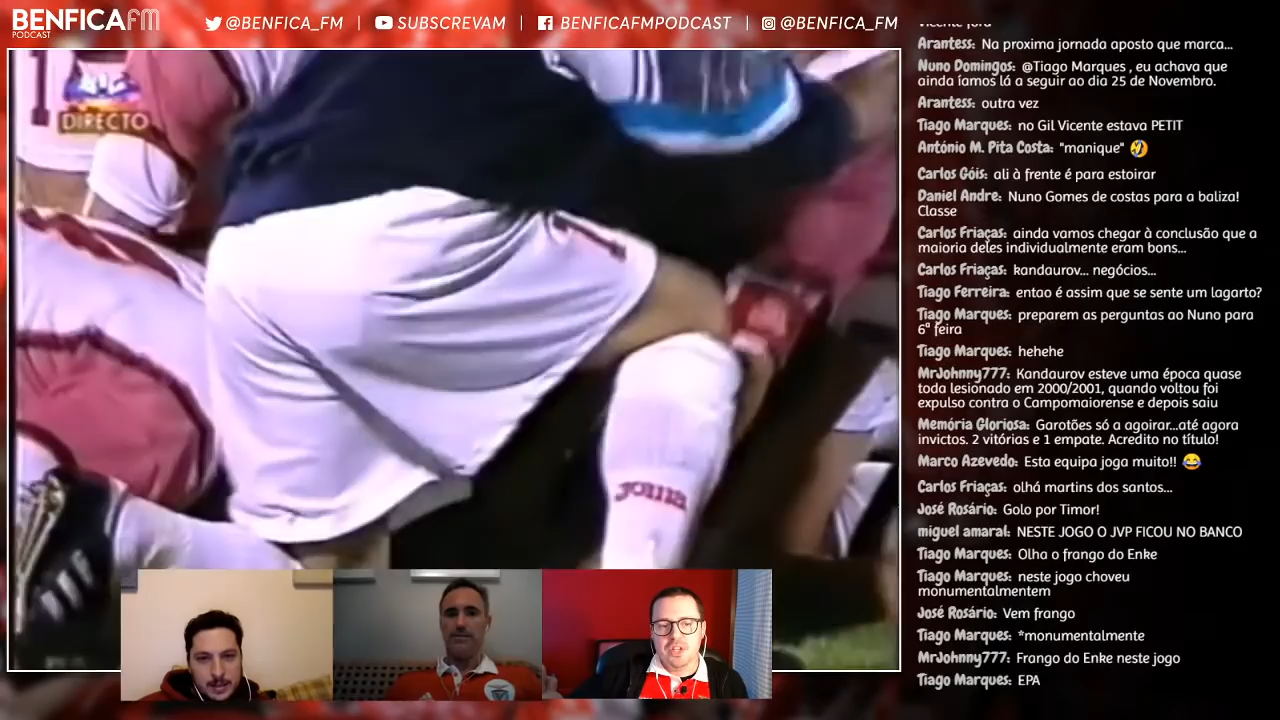 BENFICA FM
PODCAST
@BENFICA_FM | SUBSCREVAM | BENFICAFMPODCAST | @BENFICA_FM
SIC
DIRECTO
1
Joma
Vicente fora
Arantess: Na proxima jornada aposto que marca...
Nuno Domingos: @Tiago Marques , eu achava que
ainda íamos lá a seguir ao dia 25 de Novembro.
Arantess: outra vez
Tiago Marques: no Gil Vicente estava PETIT
António M. Pita Costa: "manique" 🤣
Carlos Góis: ali à frente é para estoirar
Daniel Andre: Nuno Gomes de costas para a baliza!
Classe
Carlos Friaças: ainda vamos chegar à conclusão que a
maioria deles individualmente eram bons...
Carlos Friaças: kandaurov... negócios...
Tiago Ferreira: entao é assim que se sente um lagarto?
Tiago Marques: preparem as perguntas ao Nuno para
6ª feira
Tiago Marques: hehehe
MrJohnny777: Kandaurov esteve uma época quase
toda lesionado em 2000/2001, quando voltou foi
expulso contra o Campomaiorense e depois saiu
Memória Gloriosa: Garotões só a agoirar...até agora
invictos. 2 vitórias e 1 empate. Acredito no título!
Marco Azevedo: Esta equipa joga muito!! 😂
Carlos Friaças: olhá martins dos santos...
José Rosário: Golo por Timor!
miguel amaral: NESTE JOGO O JVP FICOU NO BANCO
Tiago Marques: Olha o frango do Enke
Tiago Marques: neste jogo choveu
monumentalmentem
José Rosário: Vem frango
Tiago Marques: *monumentalmente
MrJohnny777: Frango do Enke neste jogo
Tiago Marques: EPA